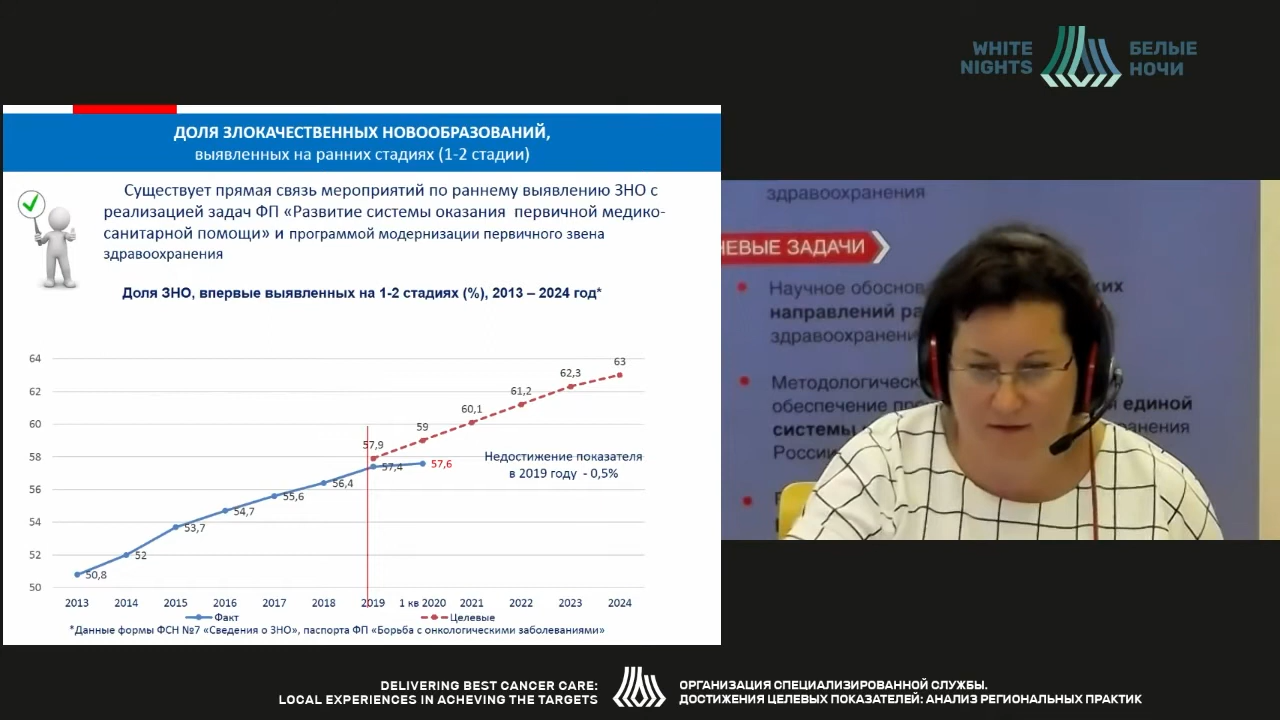 WHITE
NIGHTS
БЕЛЫЕ
НОЧИ
ДОЛЯ ЗЛОКАЧЕСТВЕННЫХ НОВООБРАЗОВАНИЙ,
выявленных на ранних стадиях (1-2 стадии)
Существует прямая связь мероприятий по раннему выявлению ЗНО с
реализацией задач ФП «Развитие системы оказания первичной медико-
санитарной помощи» и программой модернизации первичного звена
здравоохранения
Доля ЗНО, впервые выявленных на 1-2 стадиях (%), 2013 – 2024 год*
64
62
60
58
56
54
52
50
50,8
52
53,7
54,7
55,6
56,4
57,4
57,6
57,9
59
60,1
61,2
62,3
63
Недостижение показателя
в 2019 году - 0,5%
2013 2014 2015 2016 2017 2018 2019 1 кв 2020 2021 2022 2023 2024
Факт Целевые
*Данные формы ФСН №7 «Сведения о ЗНО», паспорта ФП «Борьба с онкологическими заболеваниями»
здравоохранения
ЕВЫЕ ЗАДАЧИ
Научное обоснов ких
направлений ра
здравоохранени
Методологическ
обеспечение пр
единой
системы
ранения
России
DELIVERING BEST CANCER CARE:
LOCAL EXPERIENCES IN ACHEVING THE TARGETS
ОРГАНИЗАЦИЯ СПЕЦИАЛИЗИРОВАННОЙ СЛУЖБЫ.
ДОСТИЖЕНИЯ ЦЕЛЕВЫХ ПОКАЗАТЕЛЕЙ: АНАЛИЗ РЕГИОНАЛЬНЫХ ПРАКТИК